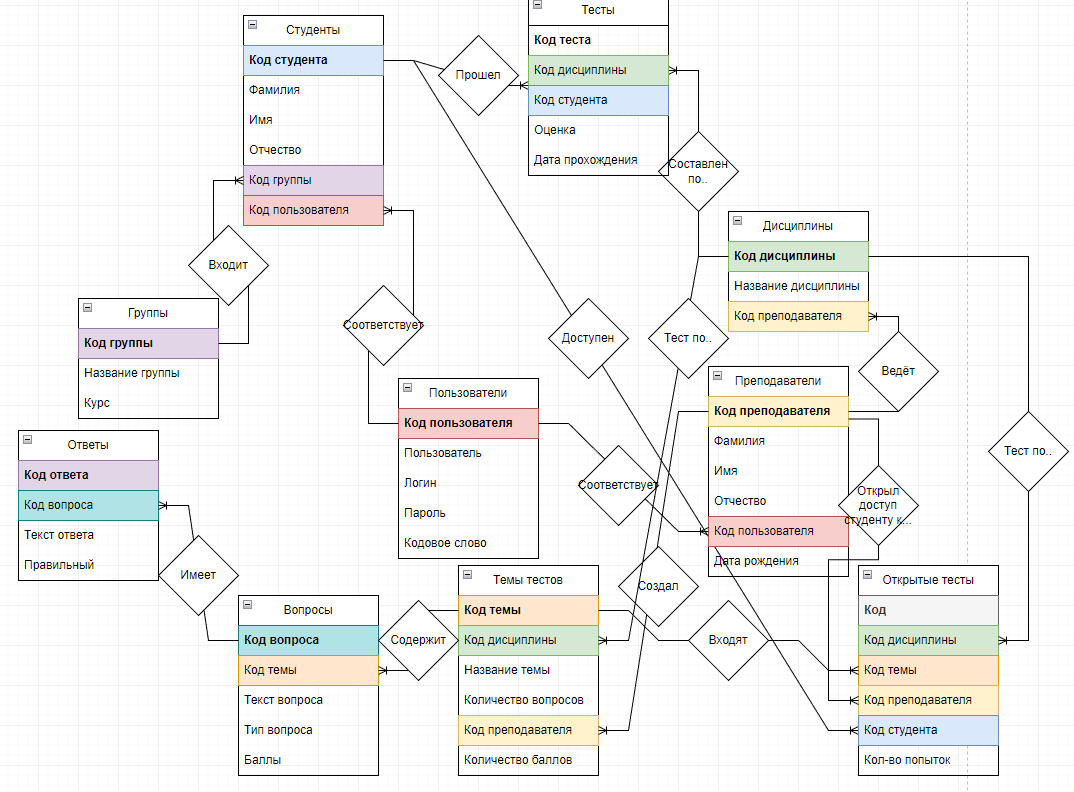 Студенты
Код студента
Фамилия
Имя
Отчество
Код группы
Код пользователя
Прошел
Тесты
Код теста
Код дисциплины
Код студента
Оценка
Дата прохождения
Составлен
по..
Входит
Группы
Код группы
Название группы
Курс
Соответствует
Доступен
Тест по..
Дисциплины
Код дисциплины
Название дисциплины
Код преподавателя
Ведёт
Пользователи
Код пользователя
Пользователь
Логин
Пароль
Кодовое слово
Соответствует
Преподаватели
Код преподавателя
Фамилия
Имя
Отчество
Код пользователя
Дата рождения
Открыл
доступ
студенту к...
Тест по..
Ответы
Код ответа
Код вопроса
Текст ответа
Правильный
Имеет
Вопросы
Код вопроса
Код темы
Текст вопроса
Тип вопроса
Баллы
Содержит
Темы тестов
Код темы
Код дисциплины
Название темы
Количество вопросов
Код преподавателя
Количество баллов
Создал
Входят
Открытые тесты
Код
Код дисциплины
Код темы
Код преподавателя
Код студента
Кол-во попыток